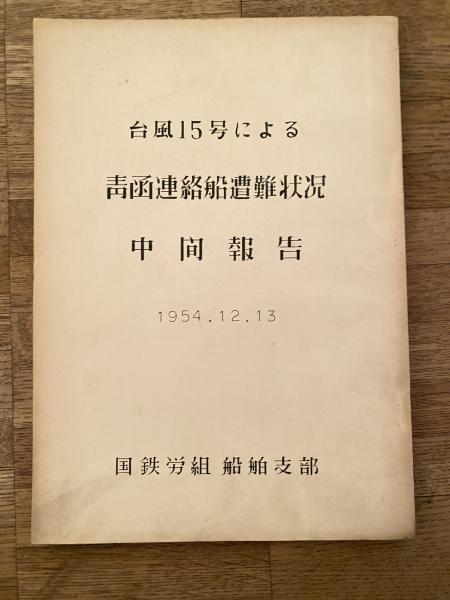 台風15号による
青函連絡船遭難状況
中間報告
1954.12.13
国鉄労組 船舶支部